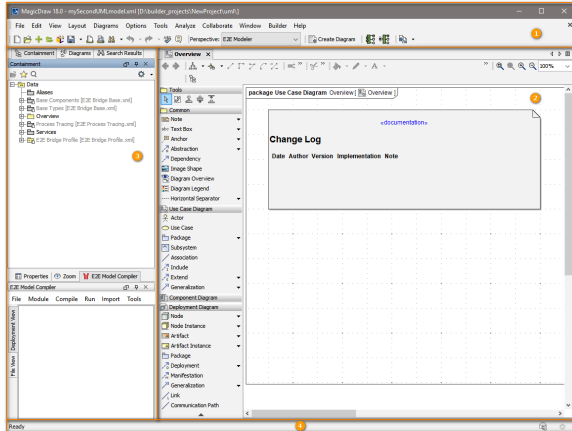 MagicDraw 18.0 - mySecondUMLmodel.xml [D:\builder_projects\NewProject\uml\]
File Edit View Layout Diagrams Options Tools Analyze Collaborate Window Builder Help
Perspective: E2E Modeler
Create Diagram
1
Containment Diagrams Search Results
Containment
Data
Aliases
Base Components [E2E Bridge Base.xml]
Base Types [E2E Bridge Base.xml]
Overview
Process Tracing [E2E Process Tracing.xml]
Services
E2E Bridge Profile [E2E Bridge Profile.xml]
3
Properties Zoom E2E Model Compiler
E2E Model Compiler
File Module Compile Run Import Tools
Deployment View
File View
Overview
100%
Tools
Common
Note
Text Box
Anchor
Abstraction
Dependency
Image Shape
Diagram Overview
Diagram Legend
Horizontal Separator
Use Case Diagram
Actor
Use Case
Package
Subsystem
Association
Include
Extend
Generalization
Component Diagram
Deployment Diagram
Node
Node Instance
Artifact
Artifact Instance
Package
Deployment
Manifestation
Generalization
Link
Communication Path
package Use Case Diagram Overview [ Overview ]
2
«documentation»
Change Log
Date Author Version Implementation Note
Ready
4